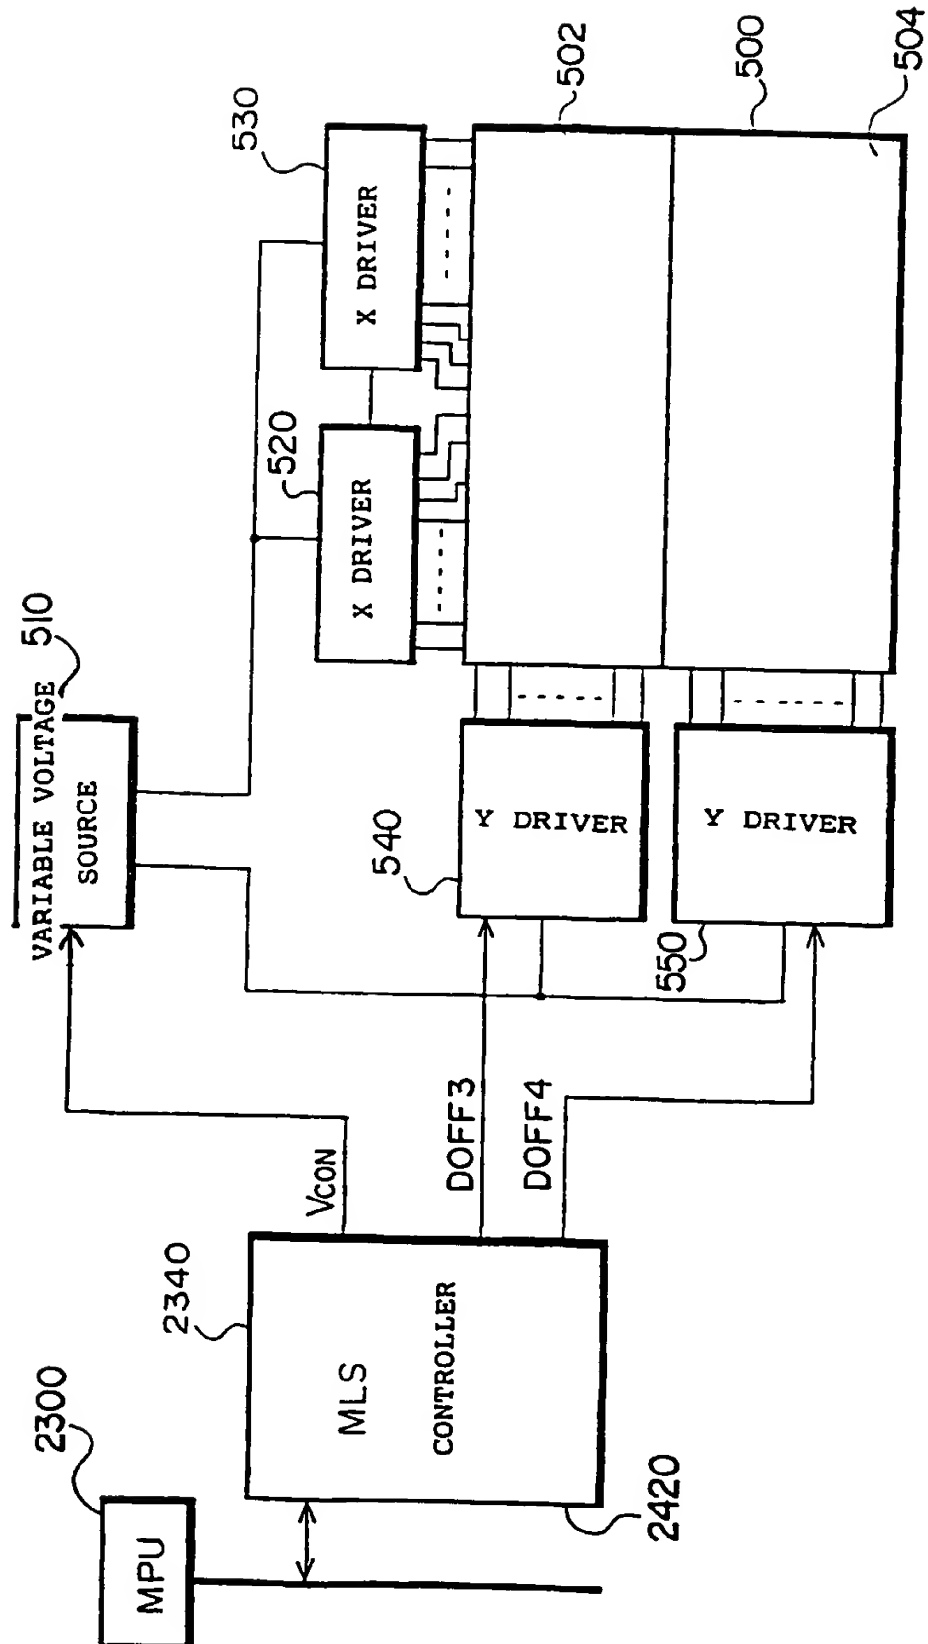 MPU
2300
MLS
CONTROLLER
2340
2420
VCON
DOFF3
DOFF4
VARIABLE VOLTAGE
SOURCE
510
Y DRIVER
540
Y DRIVER
550
X DRIVER
520
X DRIVER
530
502
500
504